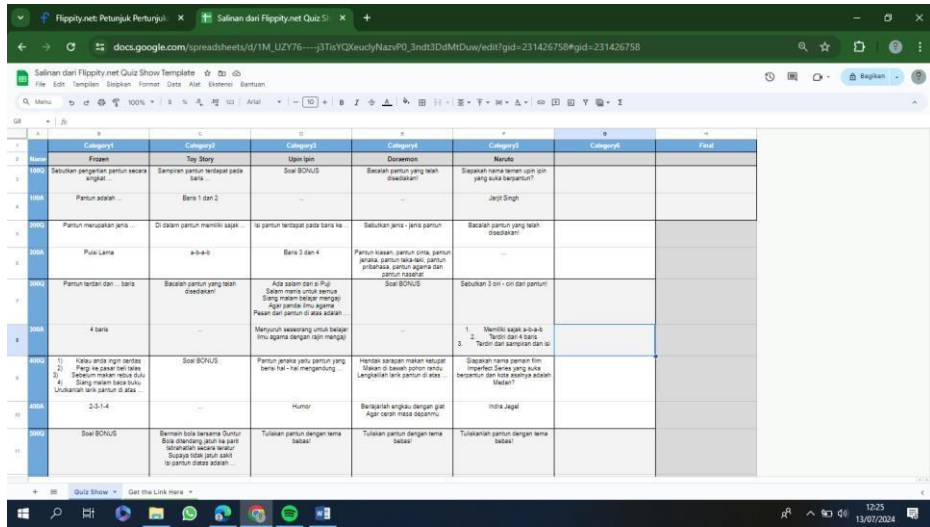 Flippity.net: Petunjuk Pertunjuk
Salinan dari Flippity.net Quiz Sh
docs.google.com/spreadsheets/d/1M_UZY76----j3TisYQXeuclyNazvP0_3ndt3DdMtDuw/edit?gid=231426758#gid=231426758
Salinan dari Flippity.net Quiz Show Template
File Edit Tampilan Sisipkan Format Data Alat Ekstensi Bantuan
Bagikan
Menu 100% 123 Arial 10
G8
Category1 Category2 Category3 Category4 Category5 Category6 Final
Name Frozen Toy Story Upin Ipin Doraemon Naruto
100Q
Sebutkan pengertian pantun secara
singkat ...
Sampiran pantun terdapat pada
baris ...
Soal BONUS
Bacalah pantun yang telah
disediakan!
Siapakah nama teman upin ipin
yang suka berpantun?
100A
Pantun adalah ...
Baris 1 dan 2
...
...
Jarjit Singh
200Q
Pantun merupakan jenis ...
Di dalam pantun memiliki sajak ...
Isi pantun terdapat pada baris ke ...
Sebutkan jenis - jenis pantun
Bacalah pantun yang telah
disediakan!
200A
Puisi Lama
a-b-a-b
Baris 3 dan 4
Pantun kiasan, pantun cinta, pantun
jenaka, pantun teka-teki, pantun
pribahasa, pantun agama dan
pantun nasehat
...
300Q
Pantun terdari dari ... baris
Bacalah pantun yang telah
disediakan!
Ada salam dari si Puji
Salam manis untuk semua
Siang malam belajar mengaji
Agar pandai ilmu agama
Pesan dari pantun di atas adalah ...
Soal BONUS
Sebutkan 3 ciri - ciri dari pantun!
300A
4 baris
...
Menyuruh seseorang untuk belajar
ilmu agama dengan rajin mengaji
...
1. Memiliki sajak a-b-a-b
2. Terdiri dari 4 baris
3. Terdiri dari sampiran dan isi
400Q
1) Kalau anda ingin cerdas
2) Pergi ke pasar beli talas
3) Sebelum makan rebus dulu
4) Siang malam baca buku
Urutkanlah larik pantun di atas ...
Soal BONUS
Pantun jenaka yaitu pantun yang
berisi hal - hal mengandung ...
Hendak sarapan makan ketupat
Makan di bawah pohon randu
Lengkapilah larik pantun di atas ...
Siapakah nama pemain film
Imperfect Series yang suka
berpantun dan kota asalnya adalah
Medan?
400A
2-3-1-4
...
Humor
Berlajarlah engkau dengan giat
Agar cerah masa depanmu
Indra Jegel
500Q
Soal BONUS
Bermain bola bersama Guntur
Bola ditendang jatuh ke parit
Istirahatlah secara teratur
Supaya tidak jatuh sakit
Isi pantun diatas adalah ...
Tuliskan pantun dengan tema
bebas!
Tuliskan pantun dengan tema
bebas!
Tuliskanlah pantun dengan tema
bebas!
Quiz Show Get the Link Here
12:25
13/07/2024